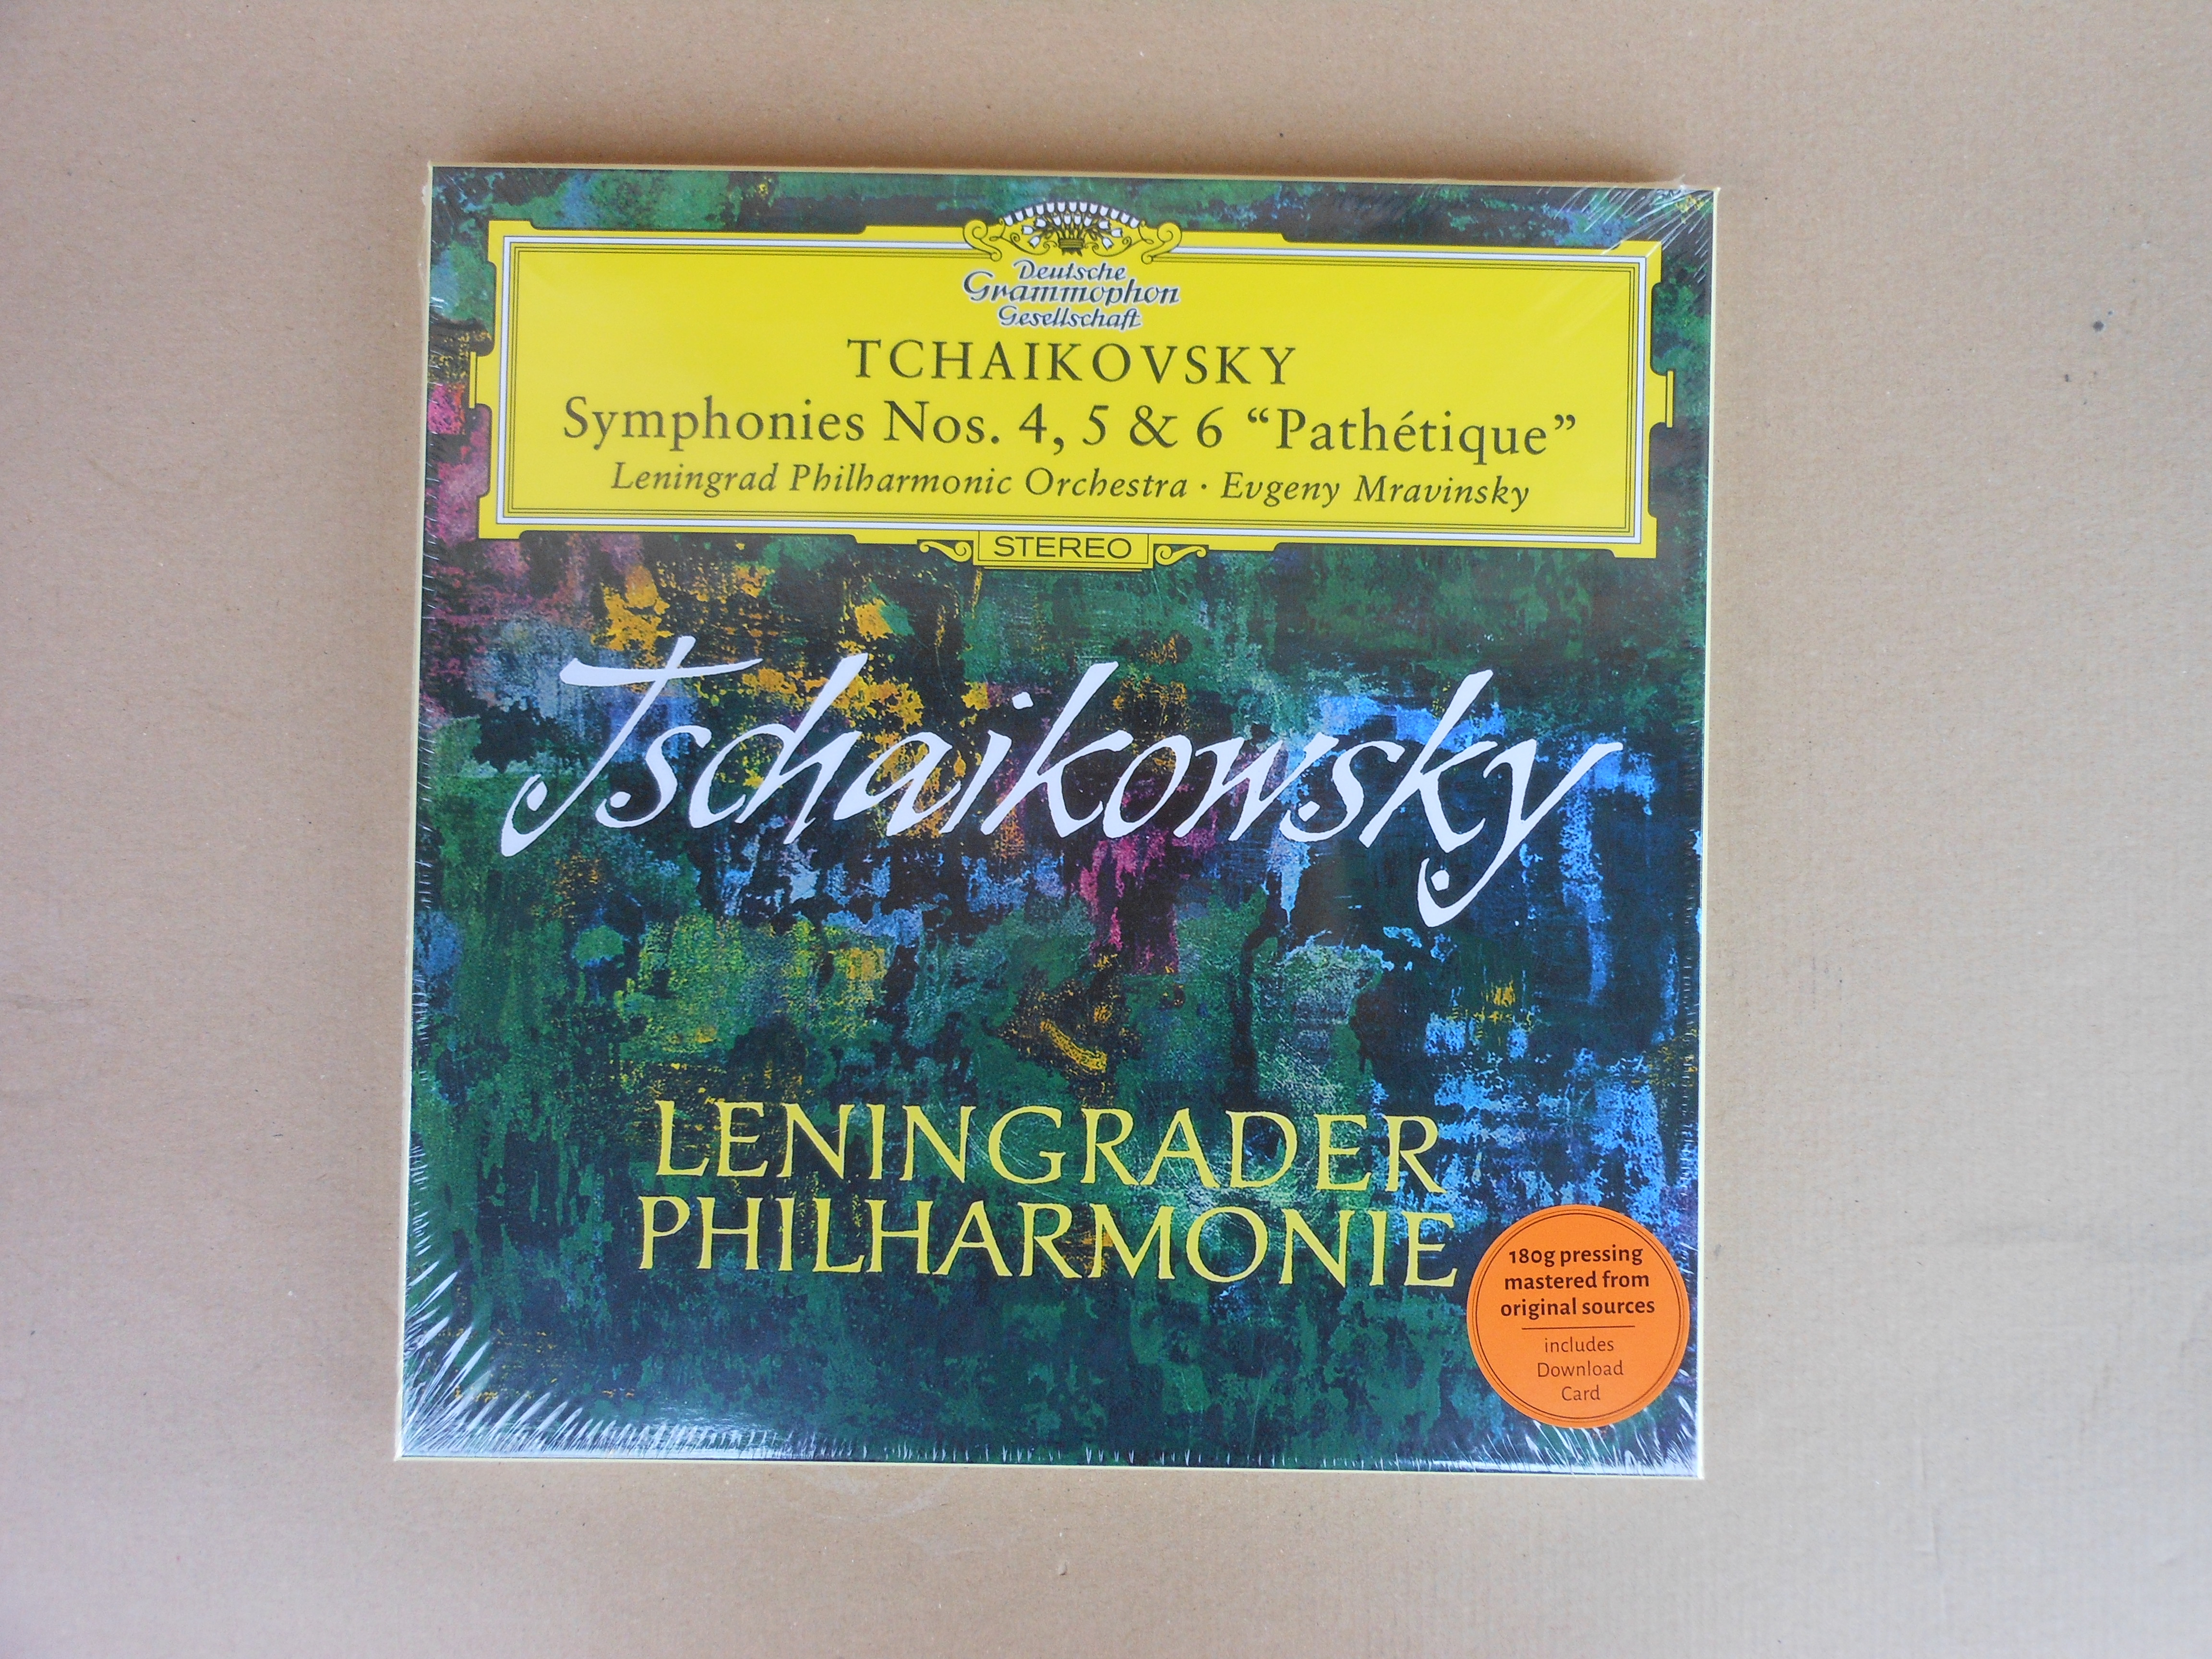 Deutsche
Grammophon
Gesellschaft
TCHAIKOVSKY
Symphonies Nos. 4, 5 & 6 “Pathétique”
Leningrad Philharmonic Orchestra · Evgeny Mravinsky
STEREO
Tschaikowsky
LENINGRADER
PHILHARMONIE
180g pressing
mastered from
original sources
includes
Download
Card